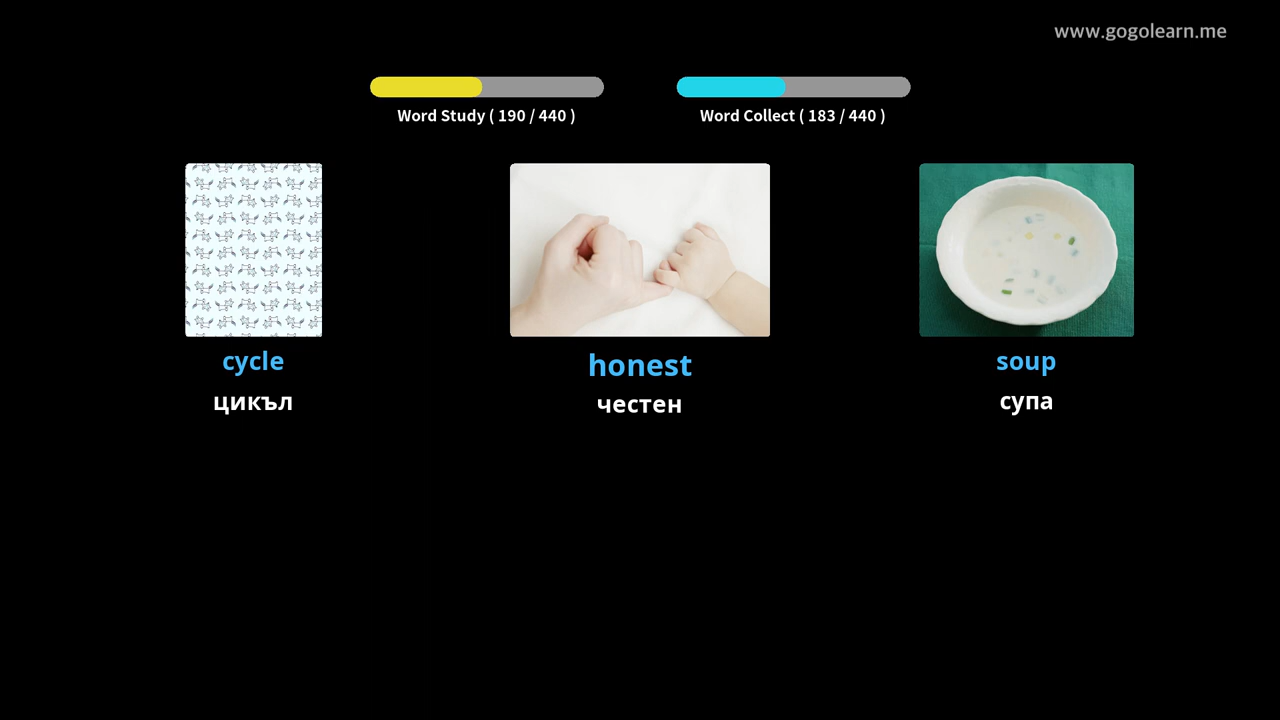 www.gogolearn.me
Word Study ( 190 / 440 )
Word Collect ( 183 / 440 )
cycle
цикъл
honest
честен
soup
супа